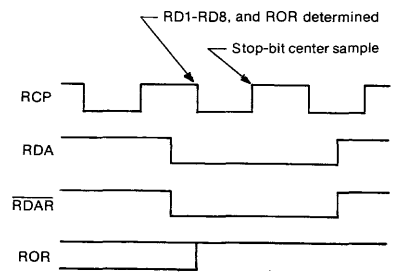 RD1-RD8, and ROR determined
Stop-bit center sample
RCP
RDA
RDAR
ROR